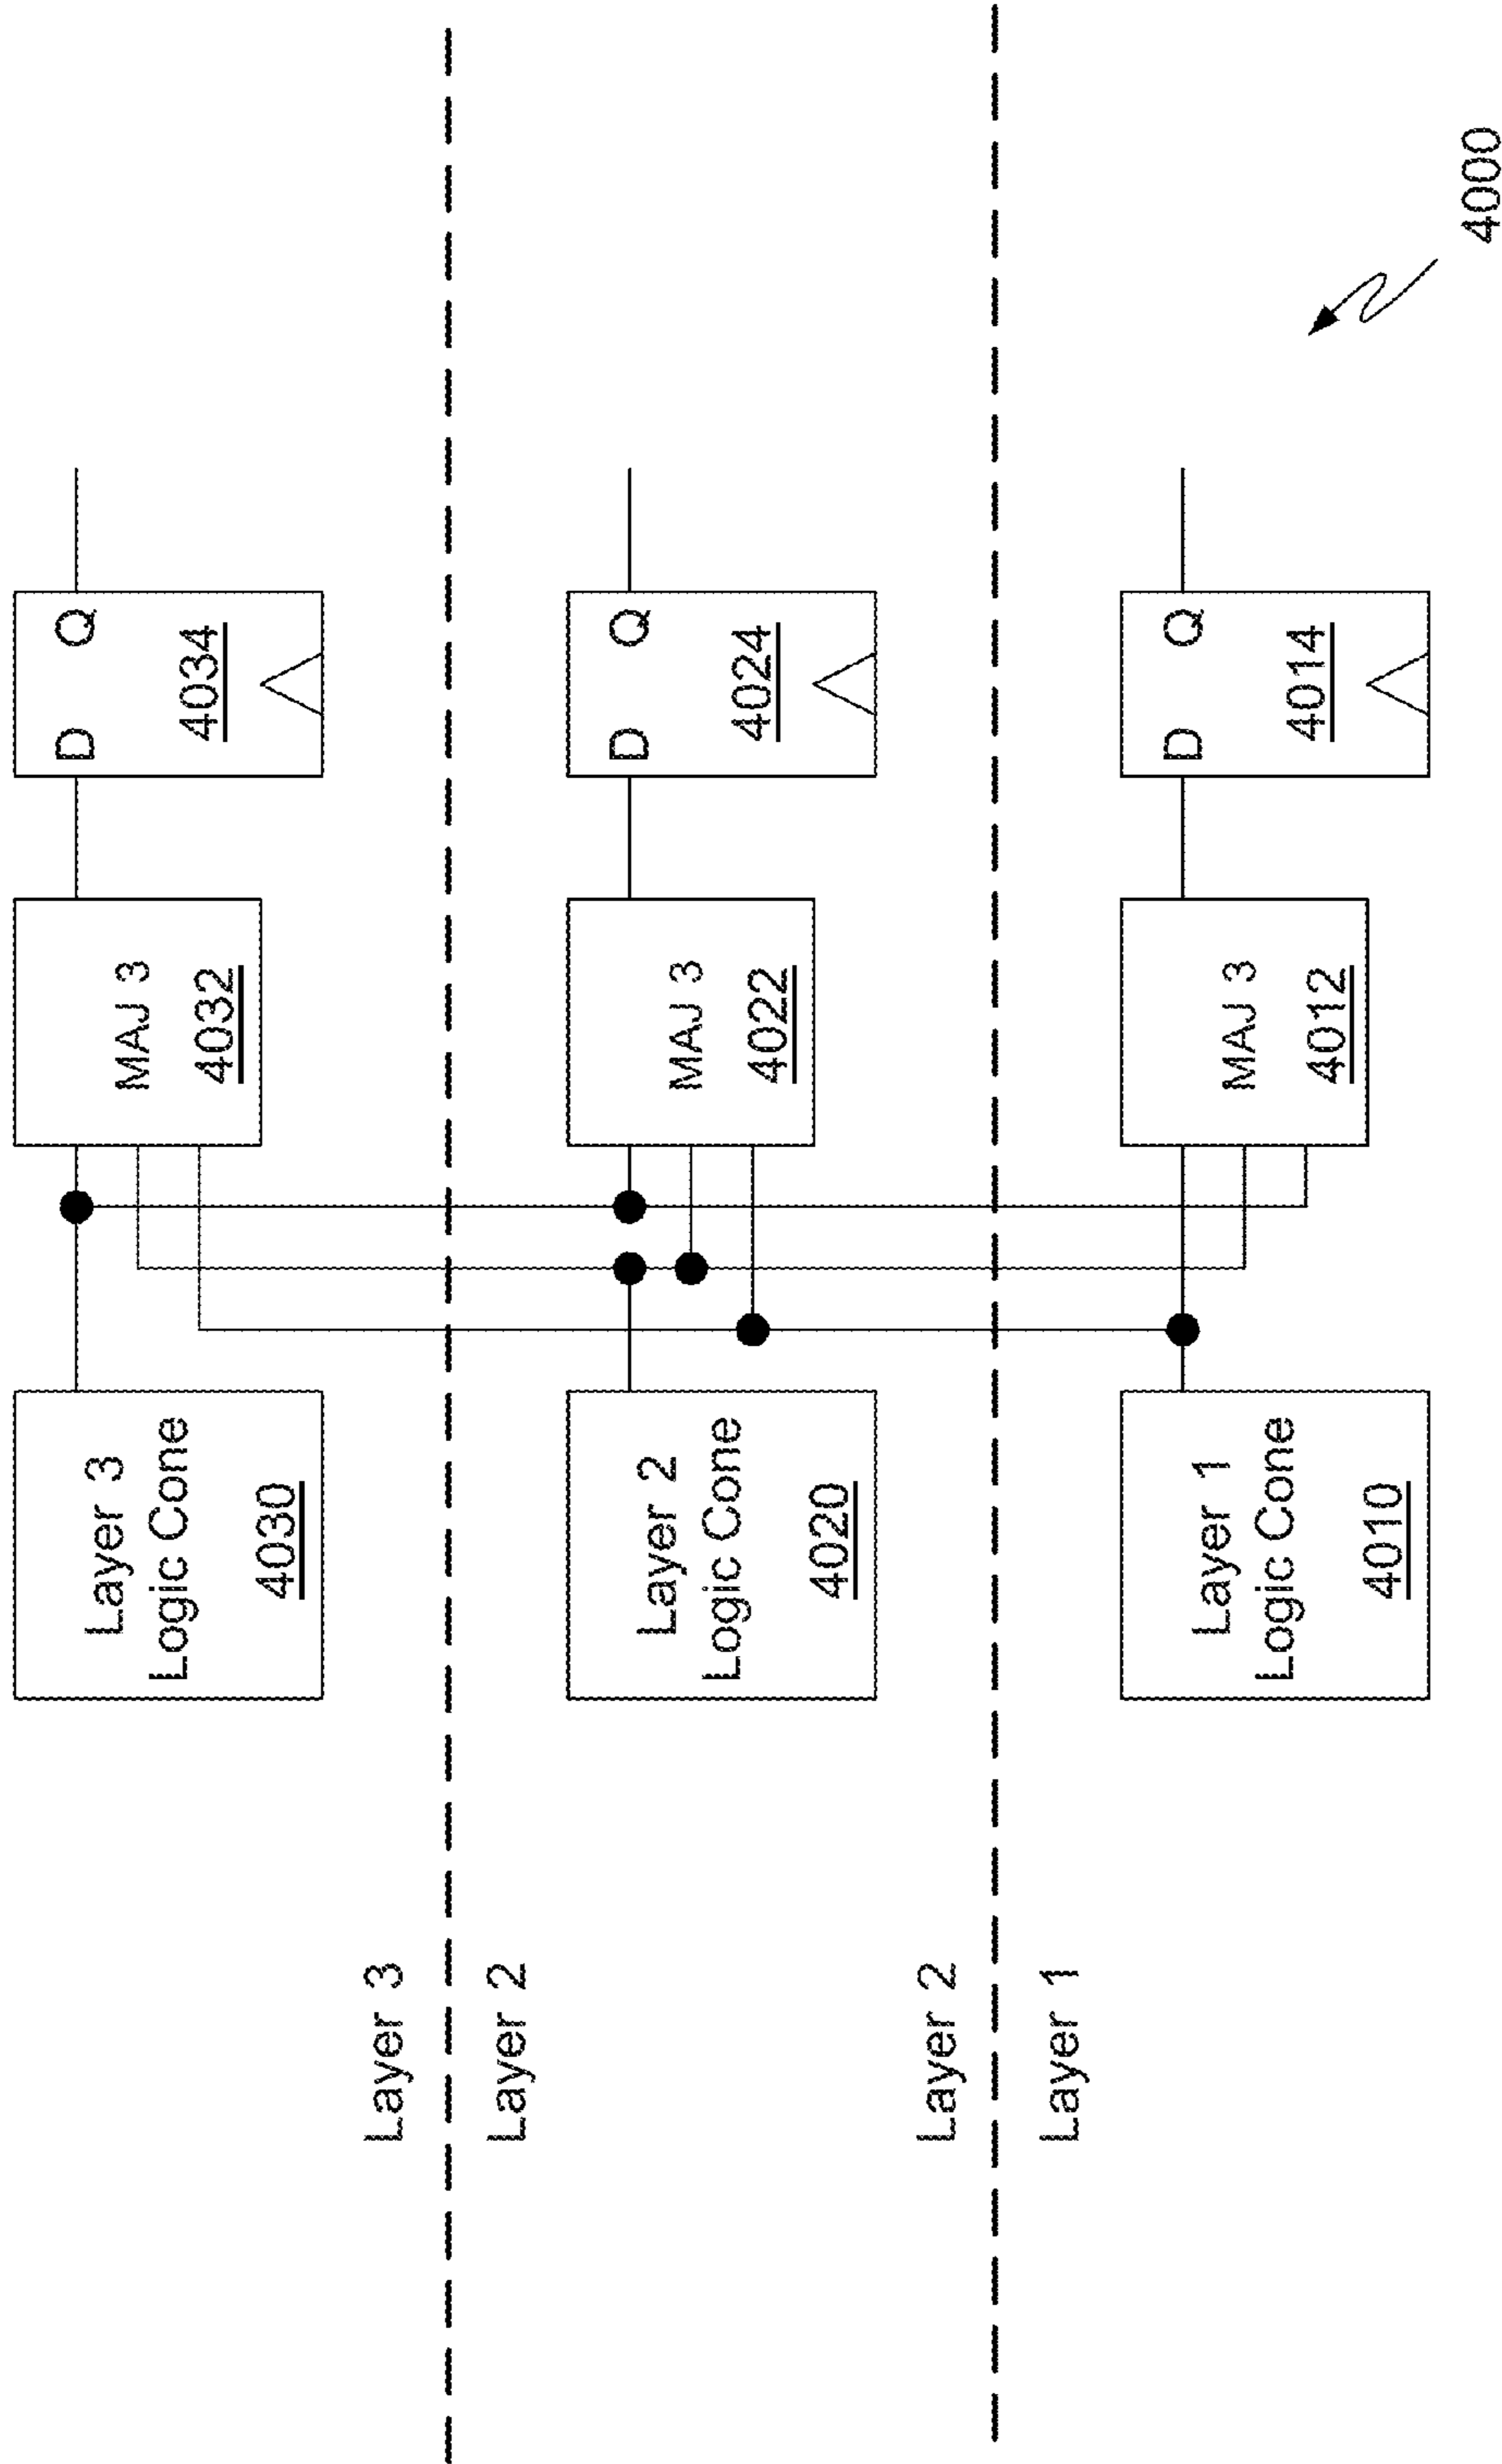 Layer 3
Logic Cone
4030
MAJ 3
4032
D Q
4034
Layer 3
Layer 2
Layer 2
Logic Cone
4020
MAJ 3
4022
D Q
4024
Layer 2
Layer 1
Layer 1
Logic Cone
4010
MAJ 3
4012
D Q
4014
4000